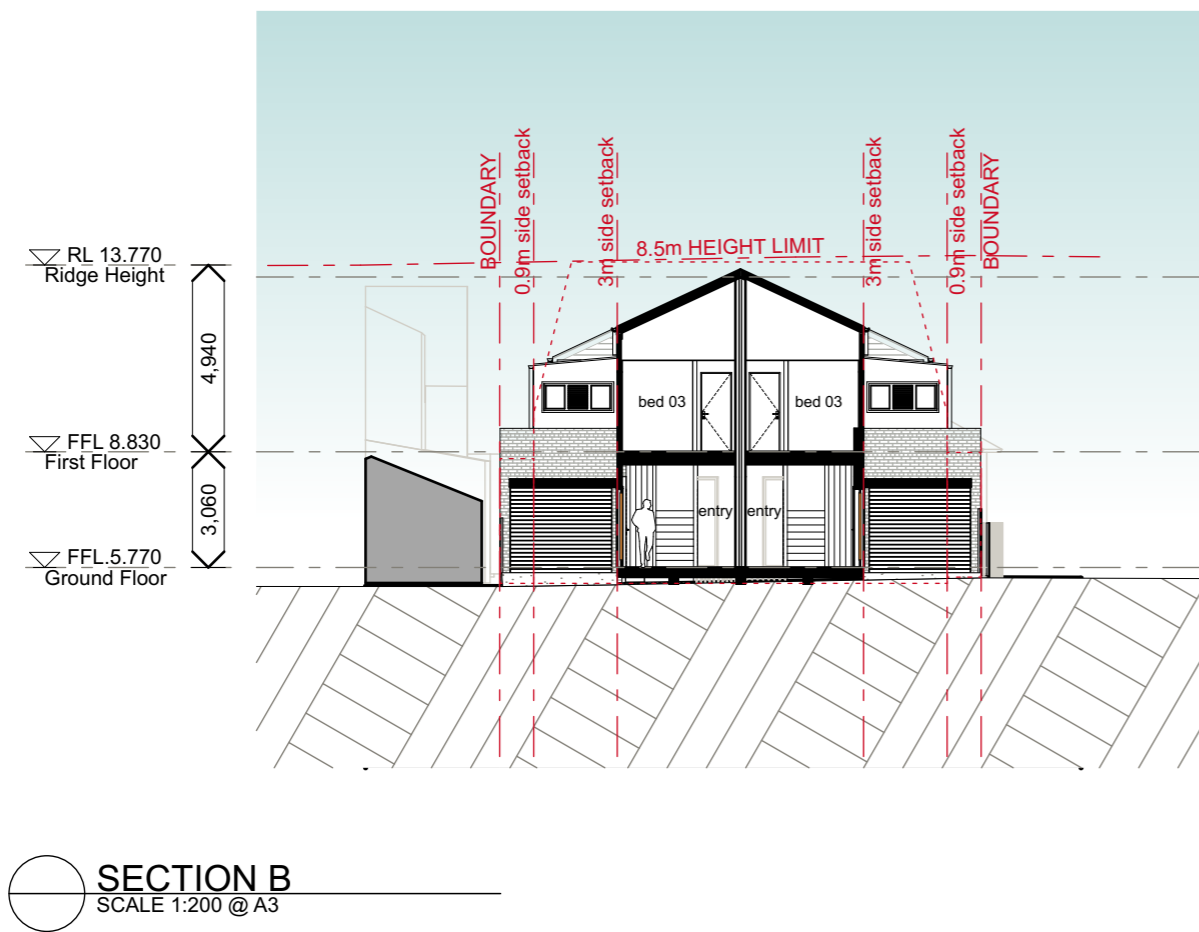 BOUNDARY
0.9m side setback
3m side setback
8.5m HEIGHT LIMIT
3m side setback
0.9m side setback
BOUNDARY
RL 13.770
Ridge Height
4,940
bed 03
bed 03
FFL 8.830
First Floor
3,060
entry
entry
FFL.5.770
Ground Floor
SECTION B
SCALE 1:200 @ A3